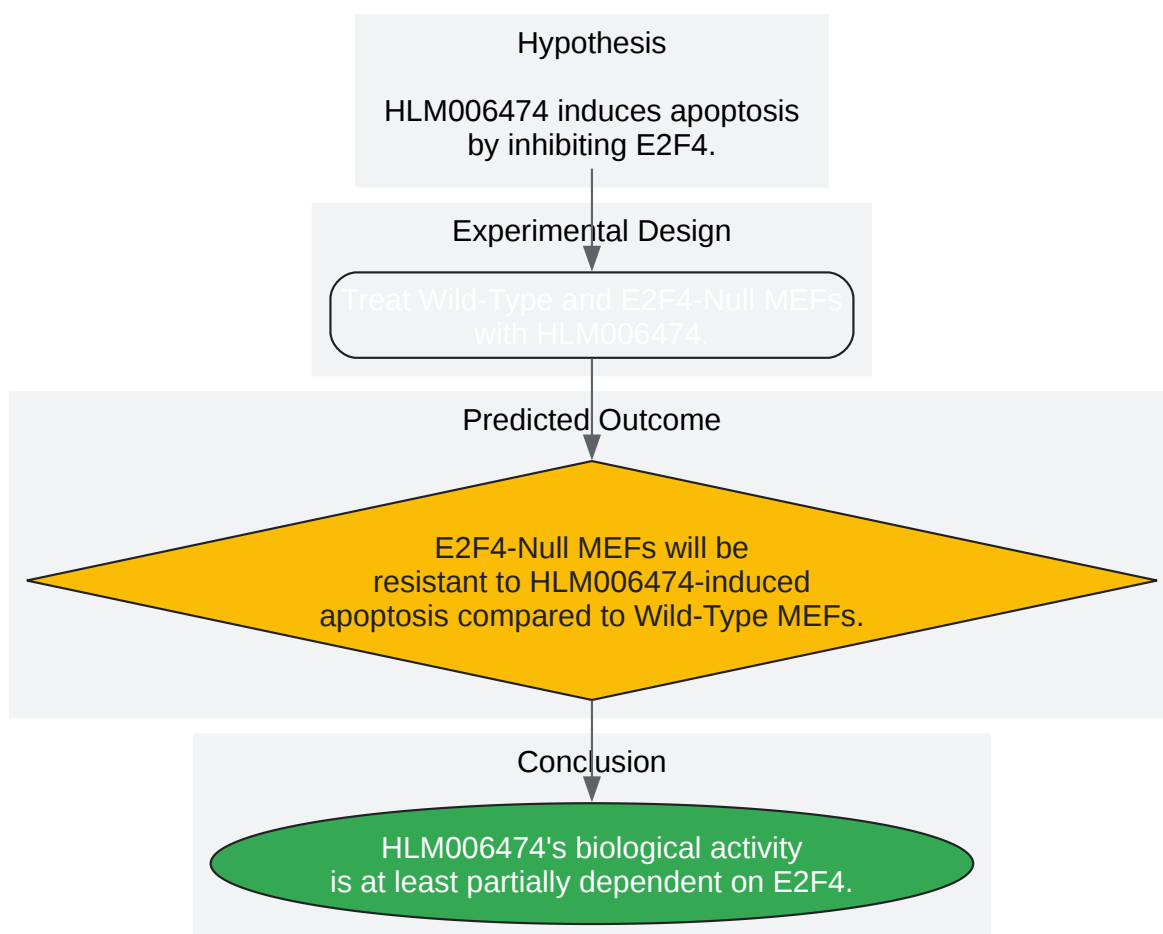 Hypothesis
HLM006474 induces apoptosis
by inhibiting E2F4.
Experimental Design
Treat Wild-Type and E2F4-Null MEFs
with HLM006474.
Predicted Outcome
E2F4-Null MEFs will be
resistant to HLM006474-induced
apoptosis compared to Wild-Type MEFs.
Conclusion
HLM006474's biological activity
is at least partially dependent on E2F4.